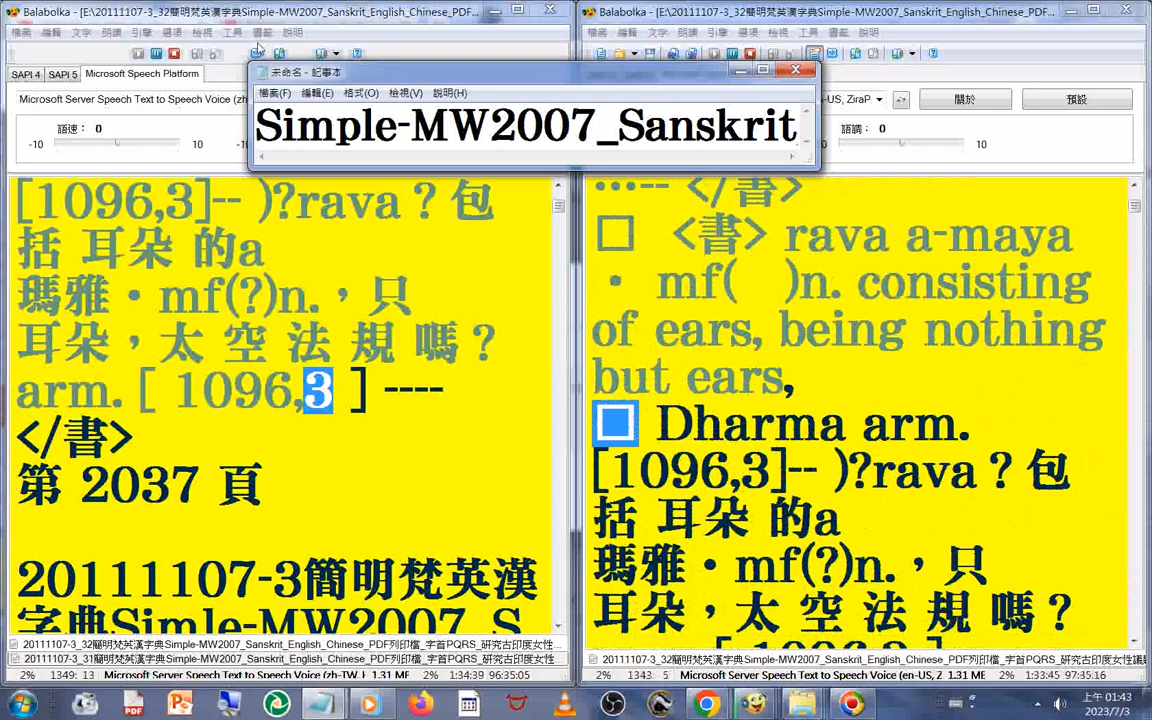 Balabolka - [E:\20111107-3_32簡明梵英漢字典Simple-MW2007_Sanskrit_English_Chinese_PDF...
檔案 編輯 文字 朗讀 引擎 選項 檢視 工具 書籤 說明
SAPI 4 SAPI 5 Microsoft Speech Platform
Microsoft Server Speech Text to Speech Voice (zh
語速： 0
-10 10 -10
[1096,3]-- )?rava ? 包
括 耳朵 的a
瑪雅・mf(?)n.，只
耳朵，太 空 法 規 嗎？
arm. [ 1096,3 ] ----
</書>
第 2037 頁
20111107-3簡明梵英漢
字典Simle-MW2007_S
20111107-3_32簡明梵英漢字典Simple-MW2007_Sanskrit_English_Chinese_PDF列印檔_字首PQRS_研究古印度女性...
20111107-3_31簡明梵英漢字典Simple-MW2007_Sanskrit_English_Chinese_PDF列印檔_字首PQRS_研究古印度女性...
2% 1349: 13 Microsoft Server Speech Text to Speech Voice (zh-TW, 1.31 MB 2% 1:34:39 96:35:05
未命名 - 記事本
檔案(F) 編輯(E) 格式(O) 檢視(V) 說明(H)
Simple-MW2007_Sanskrit
Balabolka - [E:\20111107-3_32簡明梵英漢字典Simple-MW2007_Sanskrit_English_Chinese_PDF...
檔案 編輯 文字 朗讀 引擎 選項 檢視 工具 書籤 說明
-US, ZiraP 關於 預設
語調： 0
10
...-- </書>
□ <書> rava a-maya
・ mf( )n. consisting
of ears, being nothing
but ears,
□ Dharma arm.
[1096,3]-- )?rava ? 包
括 耳朵 的a
瑪雅・mf(?)n.，只
耳朵，太 空 法 規 嗎？
20111107-3_32簡明梵英漢字典Simple-MW2007_Sanskrit_English_Chinese_PDF列印檔_字首PQRS_研究古印度女性議
2% 1343: 5 Microsoft Server Speech Text to Speech Voice (en-US, Z 1.31 MB 2% 1:33:45 97:35:16
上午 01:43
2023/7/3